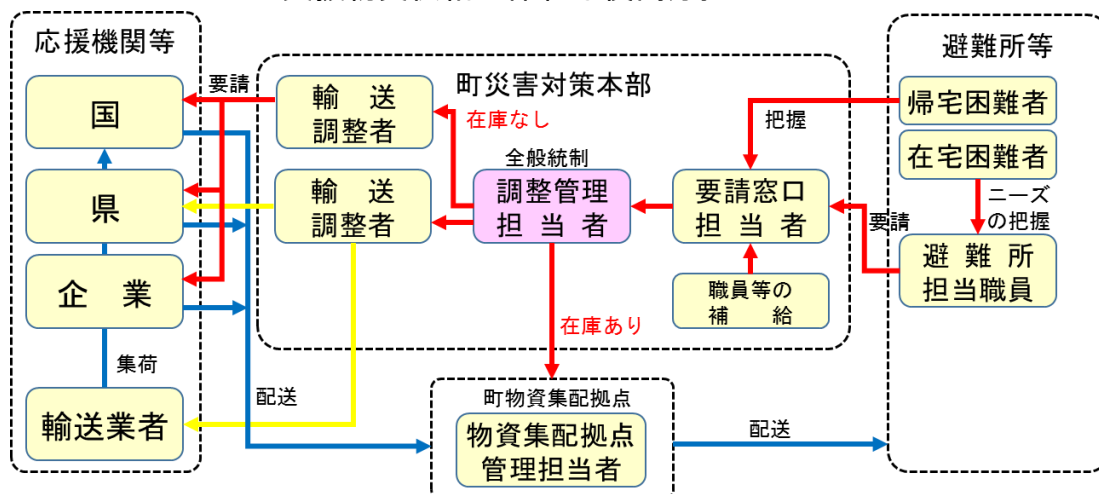 応援機関等
国
県
企　業
集荷
輸送業者
要請
町災害対策本部
輸　送
調整者
在庫なし
輸　送
調整者
全般統制
調整管理
担　当　者
把握
要請窓口
担　当　者
職員等の
補　　給
在庫あり
配送
町物資集配拠点
物資集配拠点
管理担当者
配送
避難所等
帰宅困難者
在宅困難者
ニーズ
の把握
要請
避　難　所
担当職員